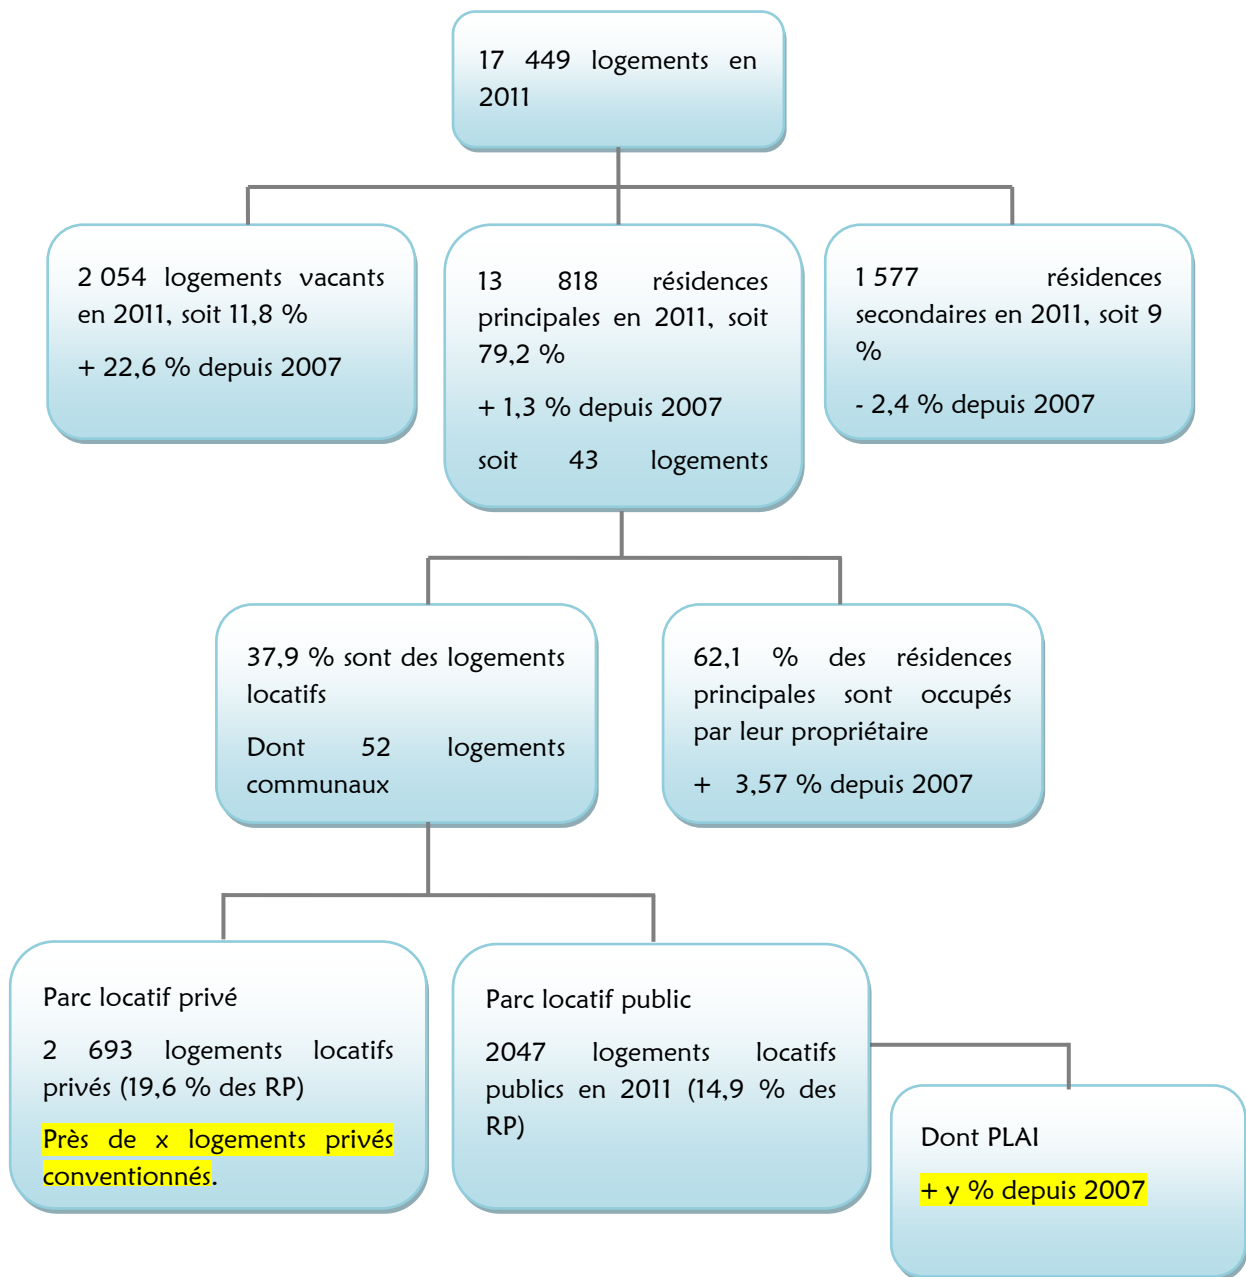 17 449 logements en
2011
2 054 logements vacants
en 2011, soit 11,8 %
+ 22,6 % depuis 2007
13 818 résidences
principales en 2011, soit
79,2 %
+ 1,3 % depuis 2007
soit 43 logements
1 577 résidences
secondaires en 2011, soit 9
%
- 2,4 % depuis 2007
37,9 % sont des logements
locatifs
Dont 52 logements
communaux
62,1 % des résidences
principales sont occupés
par leur propriétaire
+ 3,57 % depuis 2007
Parc locatif privé
2 693 logements locatifs
privés (19,6 % des RP)
Près de x logements privés
conventionnés.
Parc locatif public
2047 logements locatifs
publics en 2011 (14,9 % des
RP)
Dont PLAI
+ y % depuis 2007